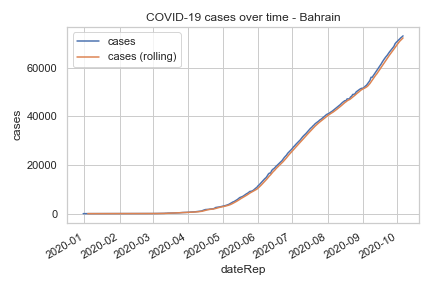 COVID-19 cases over time - Bahrain
cases
cases (rolling)
60000
40000
20000
0
cases
2020-01
2020-02
2020-03
2020-04
2020-05
2020-06
2020-07
2020-08
2020-09
2020-10
dateRep